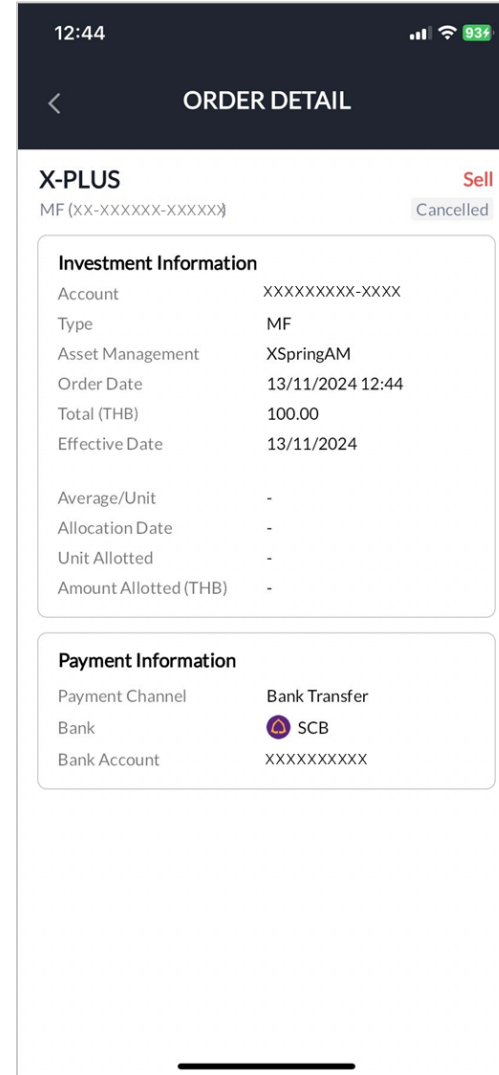 12:44 93
ORDER DETAIL
X-PLUS Sell
MF (XX-XXXXXX-XXXXXX) Cancelled
Investment Information
Account XXXXXXXXX-XXXX
Type MF
Asset Management XSpringAM
Order Date 13/11/2024 12:44
Total (THB) 100.00
Effective Date 13/11/2024
Average/Unit -
Allocation Date -
Unit Allotted -
Amount Allotted (THB) -
Payment Information
Payment Channel Bank Transfer
Bank SCB
Bank Account XXXXXXXXXX